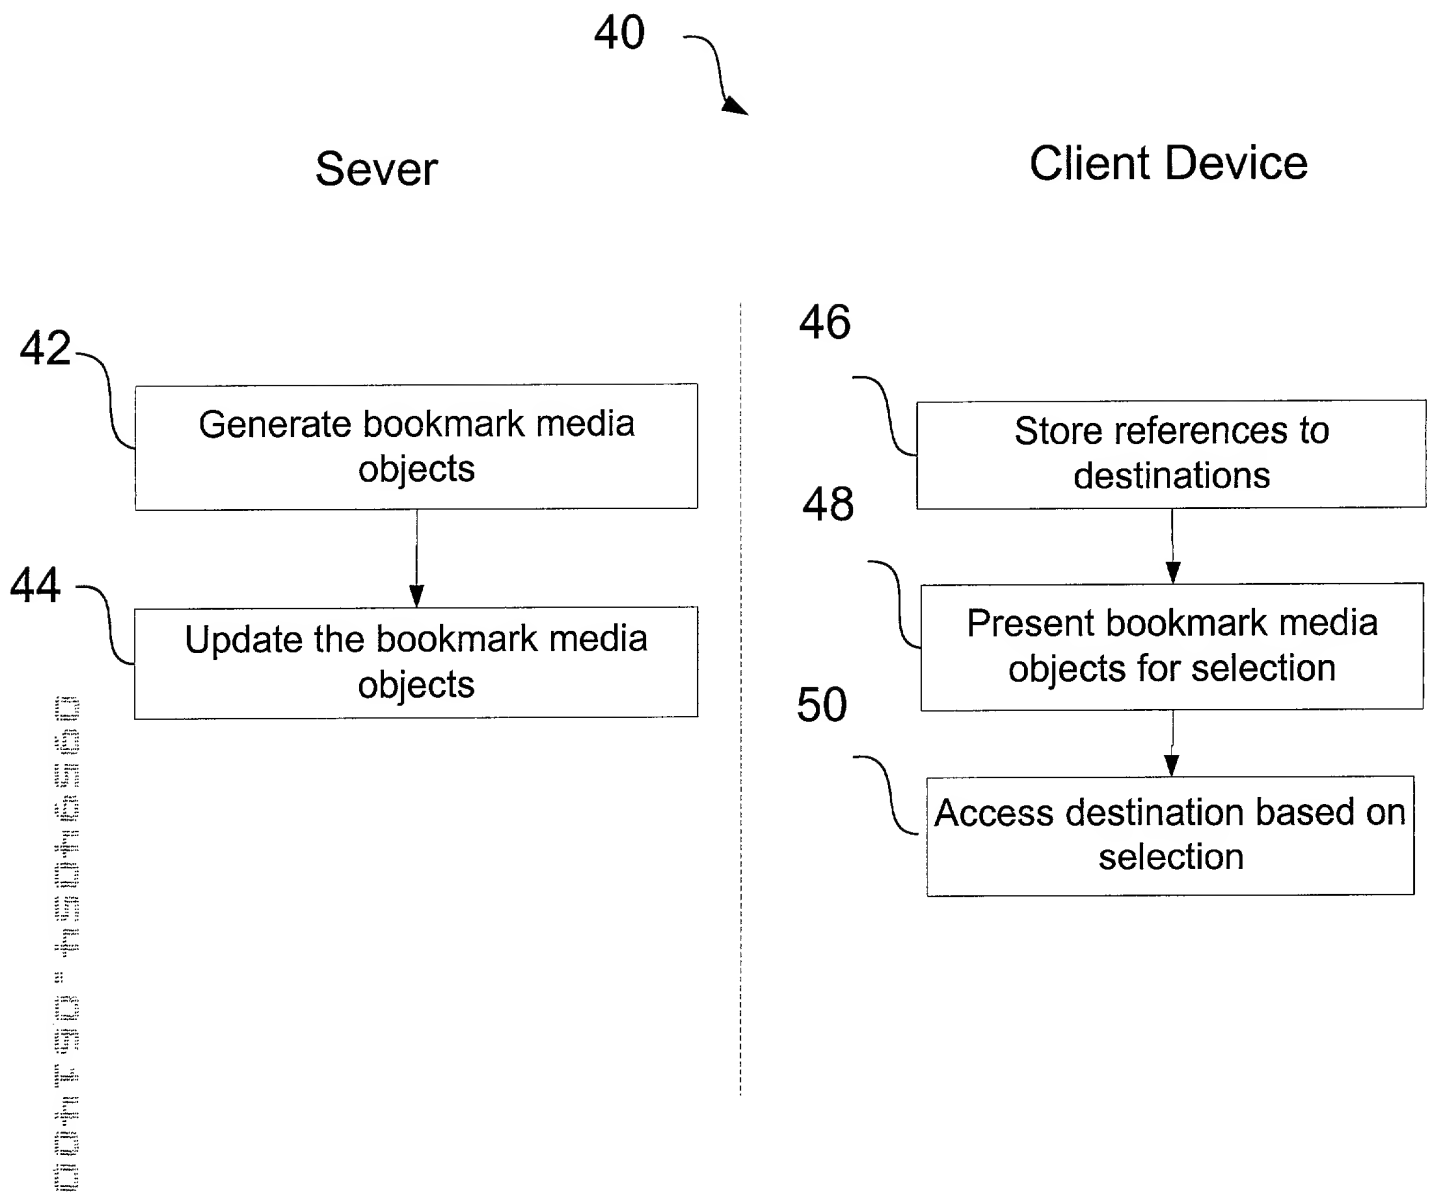 40
Sever
Client Device
42
Generate bookmark media
objects
44
Update the bookmark media
objects
46
Store references to
destinations
48
Present bookmark media
objects for selection
50
Access destination based on
selection